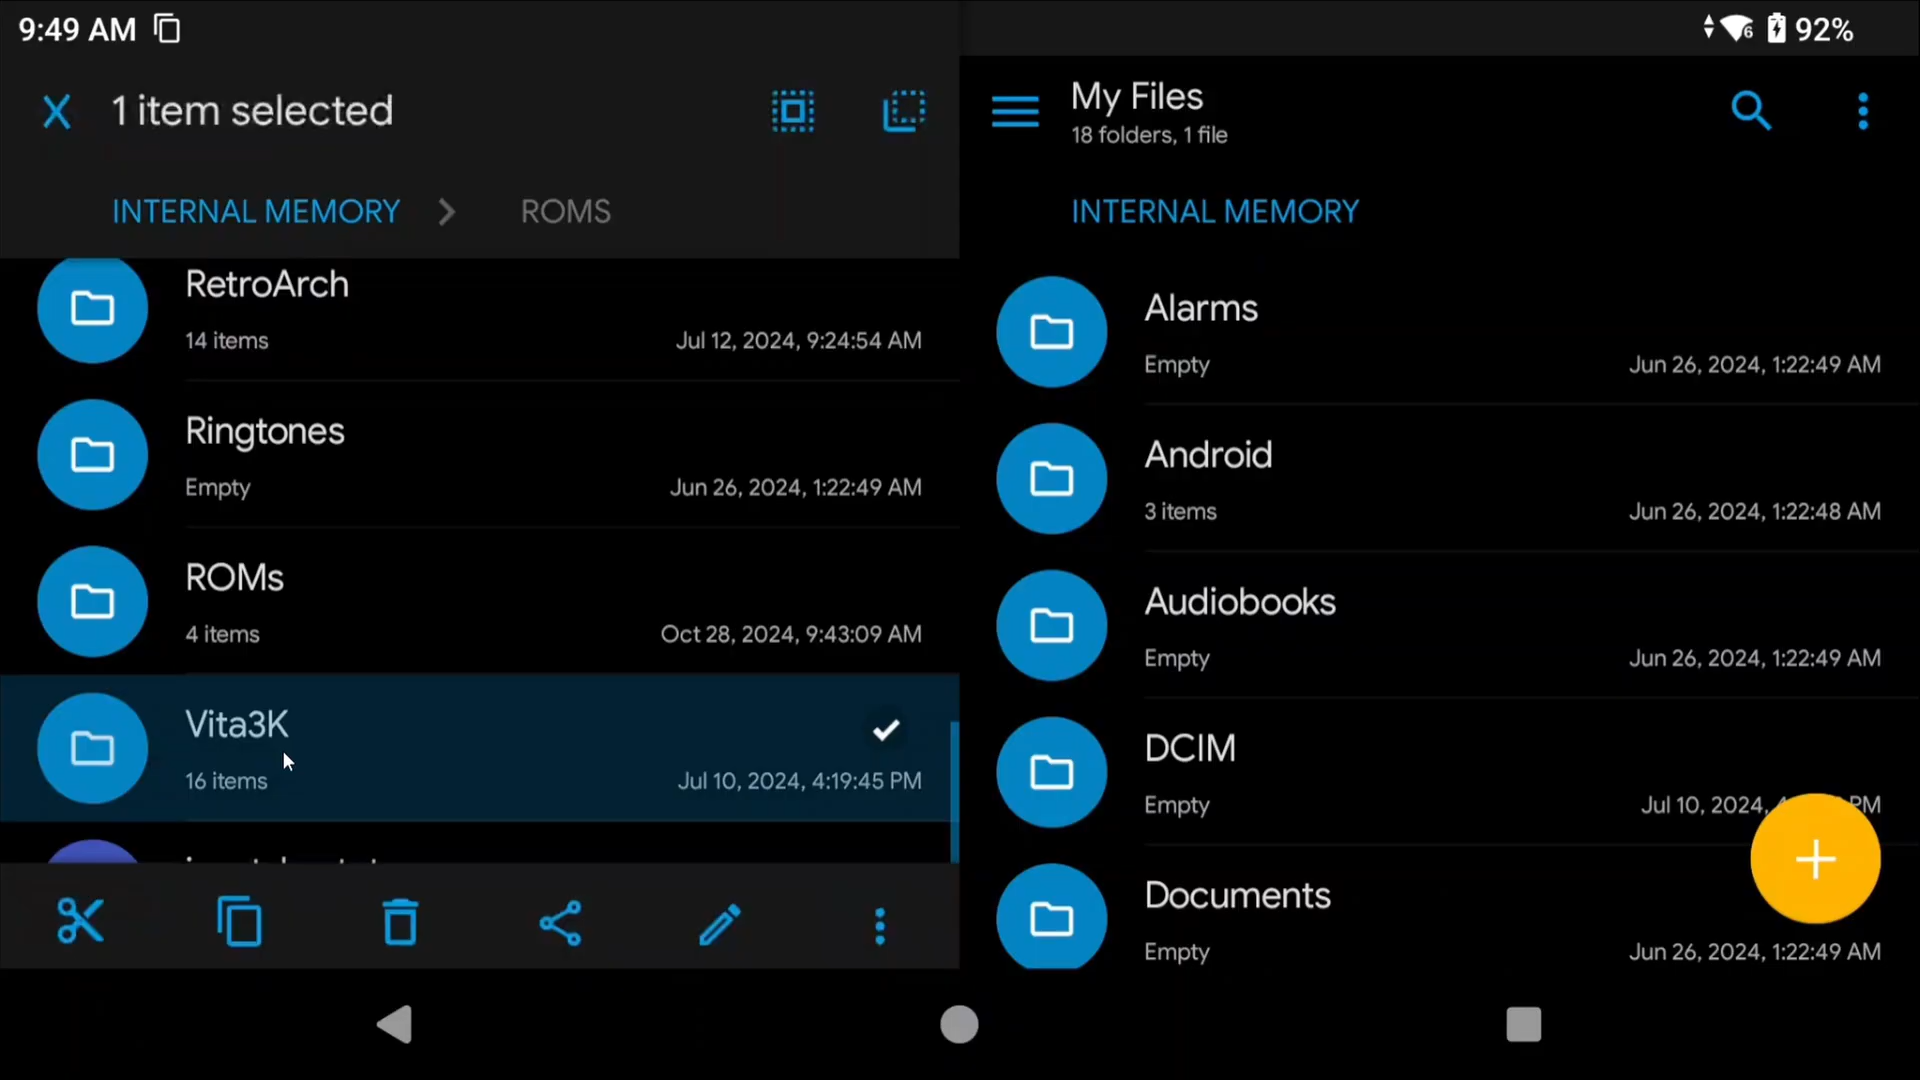 9:49 AM
6 92%
1 item selected
INTERNAL MEMORY > ROMS
RetroArch
14 items
Jul 12, 2024, 9:24:54 AM
Ringtones
Empty
Jun 26, 2024, 1:22:49 AM
ROMs
4 items
Oct 28, 2024, 9:43:09 AM
Vita3K
16 items
Jul 10, 2024, 4:19:45 PM
My Files
18 folders, 1 file
INTERNAL MEMORY
Alarms
Empty
Jun 26, 2024, 1:22:49 AM
Android
3 items
Jun 26, 2024, 1:22:48 AM
Audiobooks
Empty
Jun 26, 2024, 1:22:49 AM
DCIM
Empty
Jul 10, 2024, PM
Documents
Empty
Jun 26, 2024, 1:22:49 AM